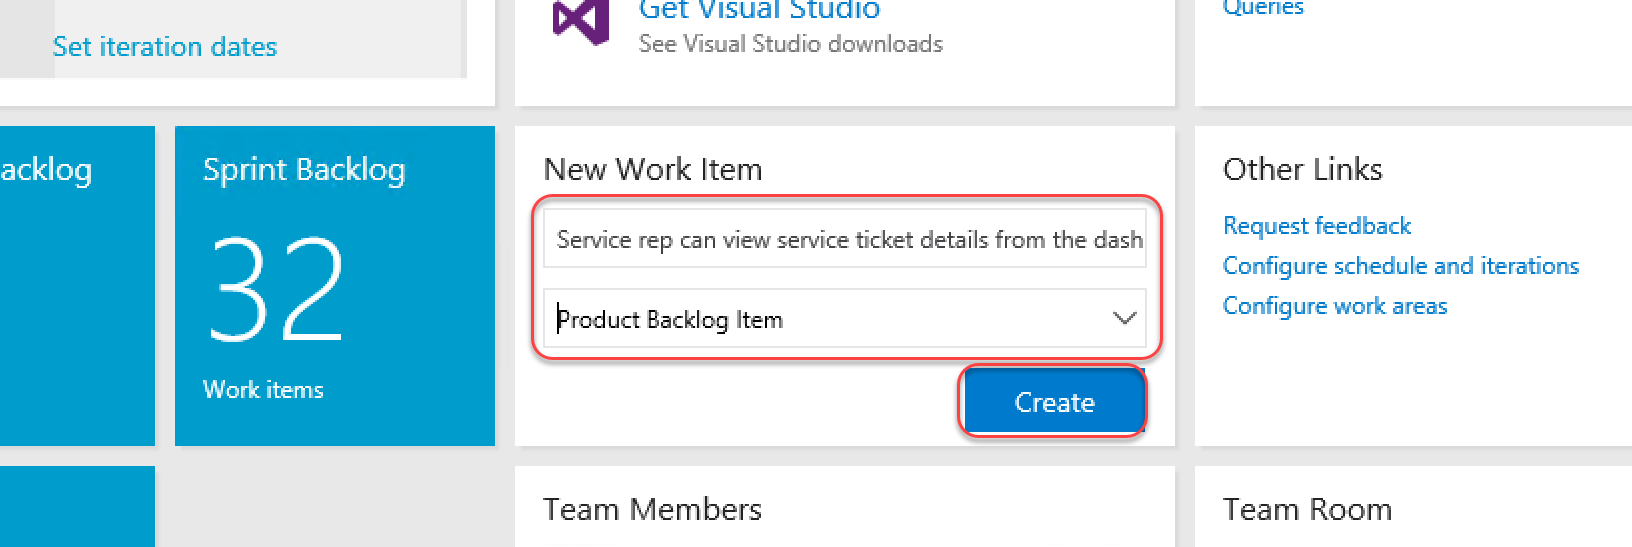 Set iteration dates
Get Visual Studio
See Visual Studio downloads
Queries
acklog
Sprint Backlog
32
Work items
New Work Item
Service rep can view service ticket details from the dash
Product Backlog Item
Create
Other Links
Request feedback
Configure schedule and iterations
Configure work areas
Team Members
Team Room